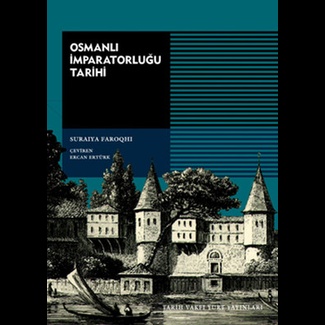 OSMANLI
İMPARATORLUĞU
TARİHİ
SURAIYA FAROQHI
ÇEVİREN
ERCAN ERTÜRK
TARİH VAKFI YURT YAYINLARI